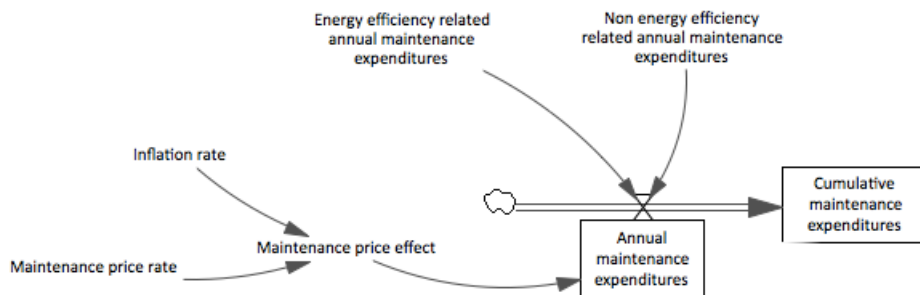 Energy efficiency related
annual maintenance
expenditures
Non energy efficiency
related annual maintenance
expenditures
Inflation rate
Cumulative
maintenance
expenditures
Maintenance price effect
Annual
maintenance
expenditures
Maintenance price rate